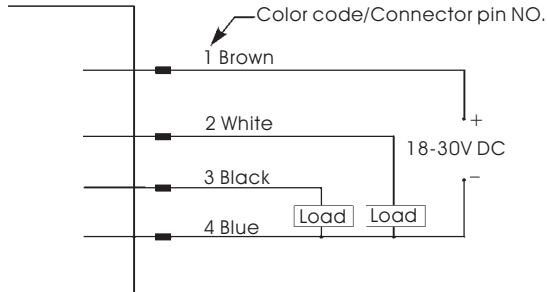 Color code/Connector pin NO.
1 Brown
+
2 White
18-30V DC
3 Black
−
Load Load
4 Blue